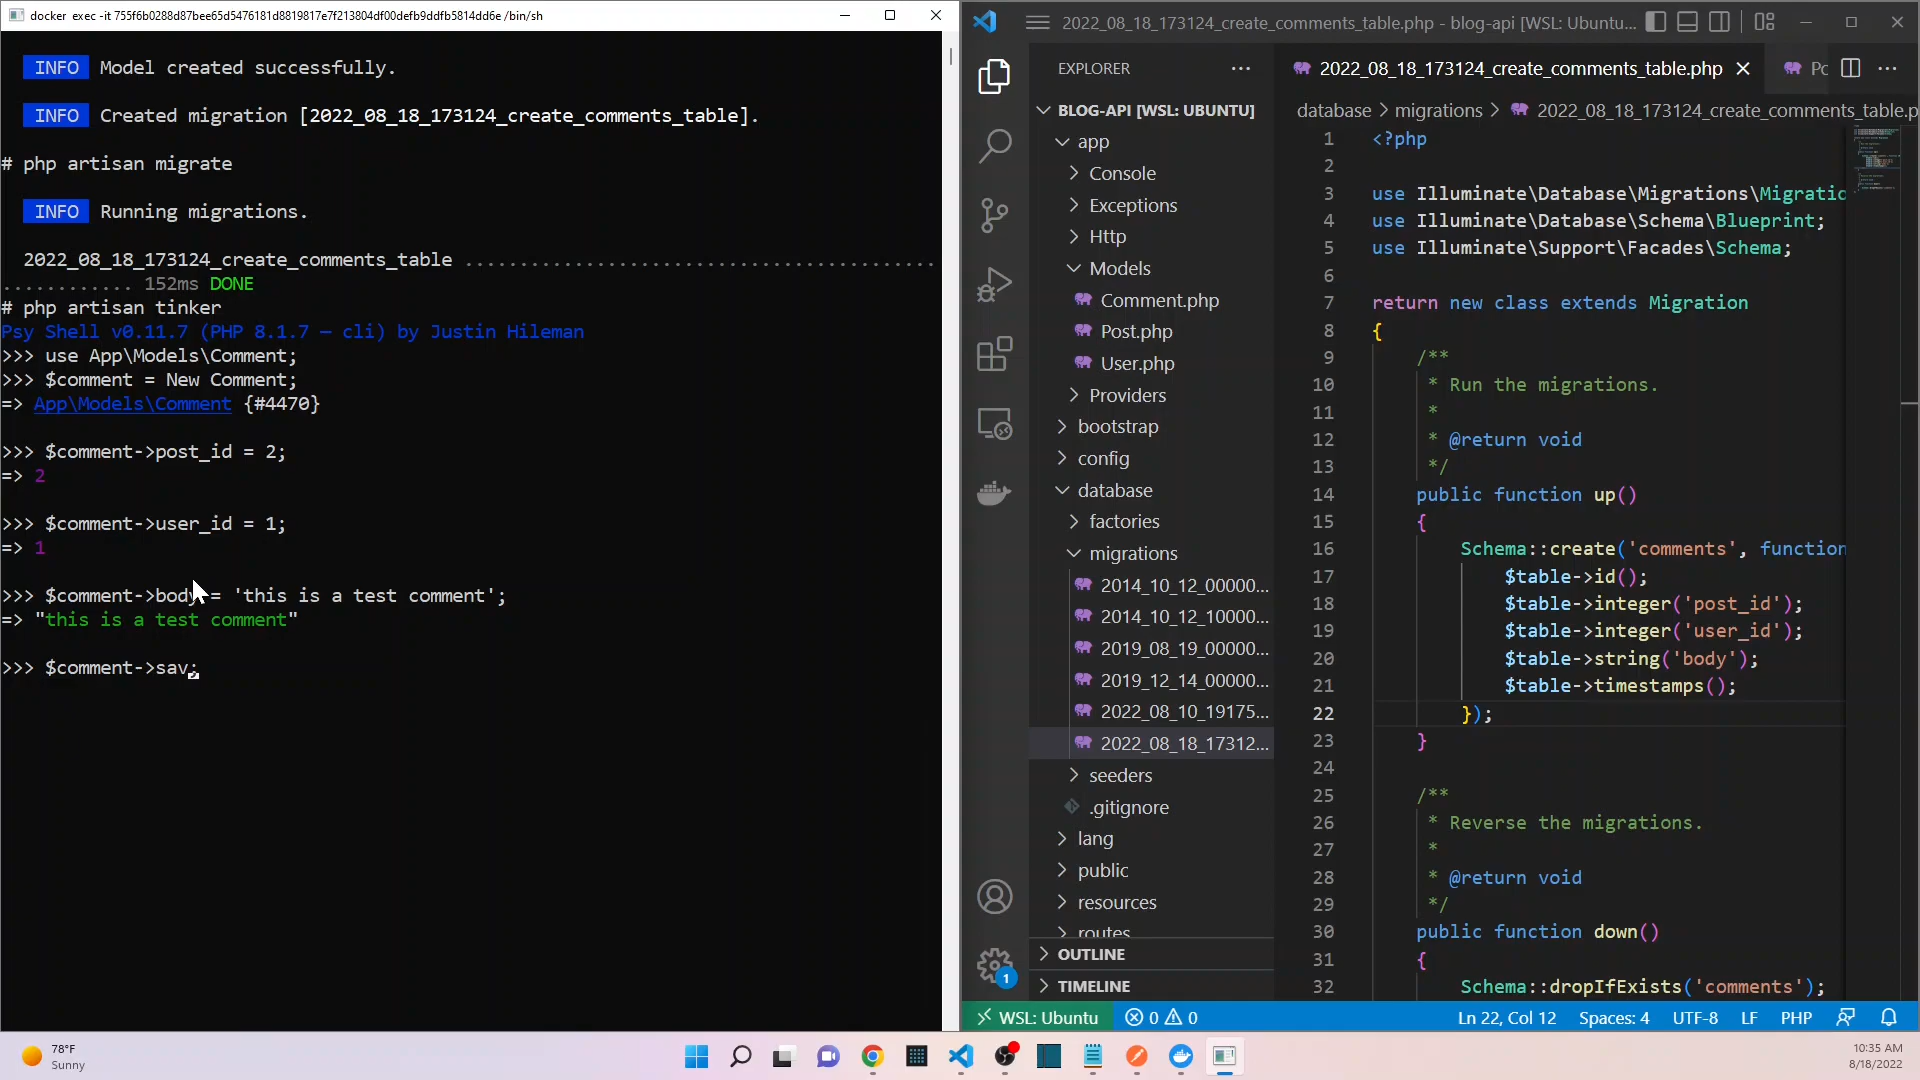 docker exec -it 755f6b0288d87bee65d5476181d8819817e7f213804df00defb9ddfb5814dd6e /bin/sh
INFO Model created successfully.
INFO Created migration [2022_08_18_173124_create_comments_table].
# php artisan migrate
INFO Running migrations.
2022_08_18_173124_create_comments_table ...........................................
............ 152ms DONE
# php artisan tinker
Psy Shell v0.11.7 (PHP 8.1.7 — cli) by Justin Hileman
>>> use App\Models\Comment;
>>> $comment = New Comment;
=> App\Models\Comment {#4470}
>>> $comment->post_id = 2;
=> 2
>>> $comment->user_id = 1;
=> 1
>>> $comment->body = 'this is a test comment';
=> "this is a test comment"
>>> $comment->sav;
2022_08_18_173124_create_comments_table.php - blog-api [WSL: Ubuntu...
EXPLORER
BLOG-API [WSL: UBUNTU]
app
Console
Exceptions
Http
Models
Comment.php
Post.php
User.php
Providers
bootstrap
config
database
factories
migrations
2014_10_12_00000...
2014_10_12_10000...
2019_08_19_00000...
2019_12_14_00000...
2022_08_10_19175...
2022_08_18_17312...
seeders
.gitignore
lang
public
resources
routes
OUTLINE
TIMELINE
1
2022_08_18_173124_create_comments_table.php
Pc
database > migrations > 2022_08_18_173124_create_comments_table.p
1 <?php
2
3 use Illuminate\Database\Migrations\Migratio
4 use Illuminate\Database\Schema\Blueprint;
5 use Illuminate\Support\Facades\Schema;
6
7 return new class extends Migration
8 {
9 /**
10 * Run the migrations.
11 *
12 * @return void
13 */
14 public function up()
15 {
16 Schema::create('comments', function
17 $table->id();
18 $table->integer('post_id');
19 $table->integer('user_id');
20 $table->string('body');
21 $table->timestamps();
22 });
23 }
24
25 /**
26 * Reverse the migrations.
27 *
28 * @return void
29 */
30 public function down()
31 {
32 Schema::dropIfExists('comments');
WSL: Ubuntu 0 0 Ln 22, Col 12 Spaces: 4 UTF-8 LF PHP
78°F
Sunny
10:35 AM
8/18/2022